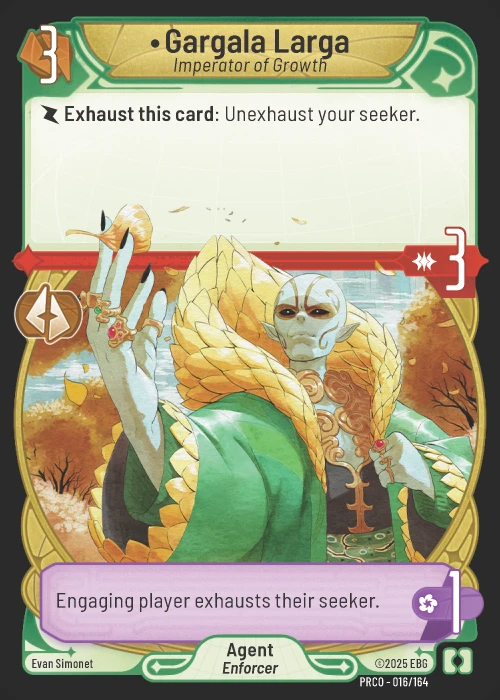 3
•Gargala Larga
Imperator of Growth
Exhaust this card: Unexhaust your seeker.
3
Engaging player exhausts their seeker.
1
Agent
Enforcer
Evan Simonet
©2025 EBG
PRCO - 016/164